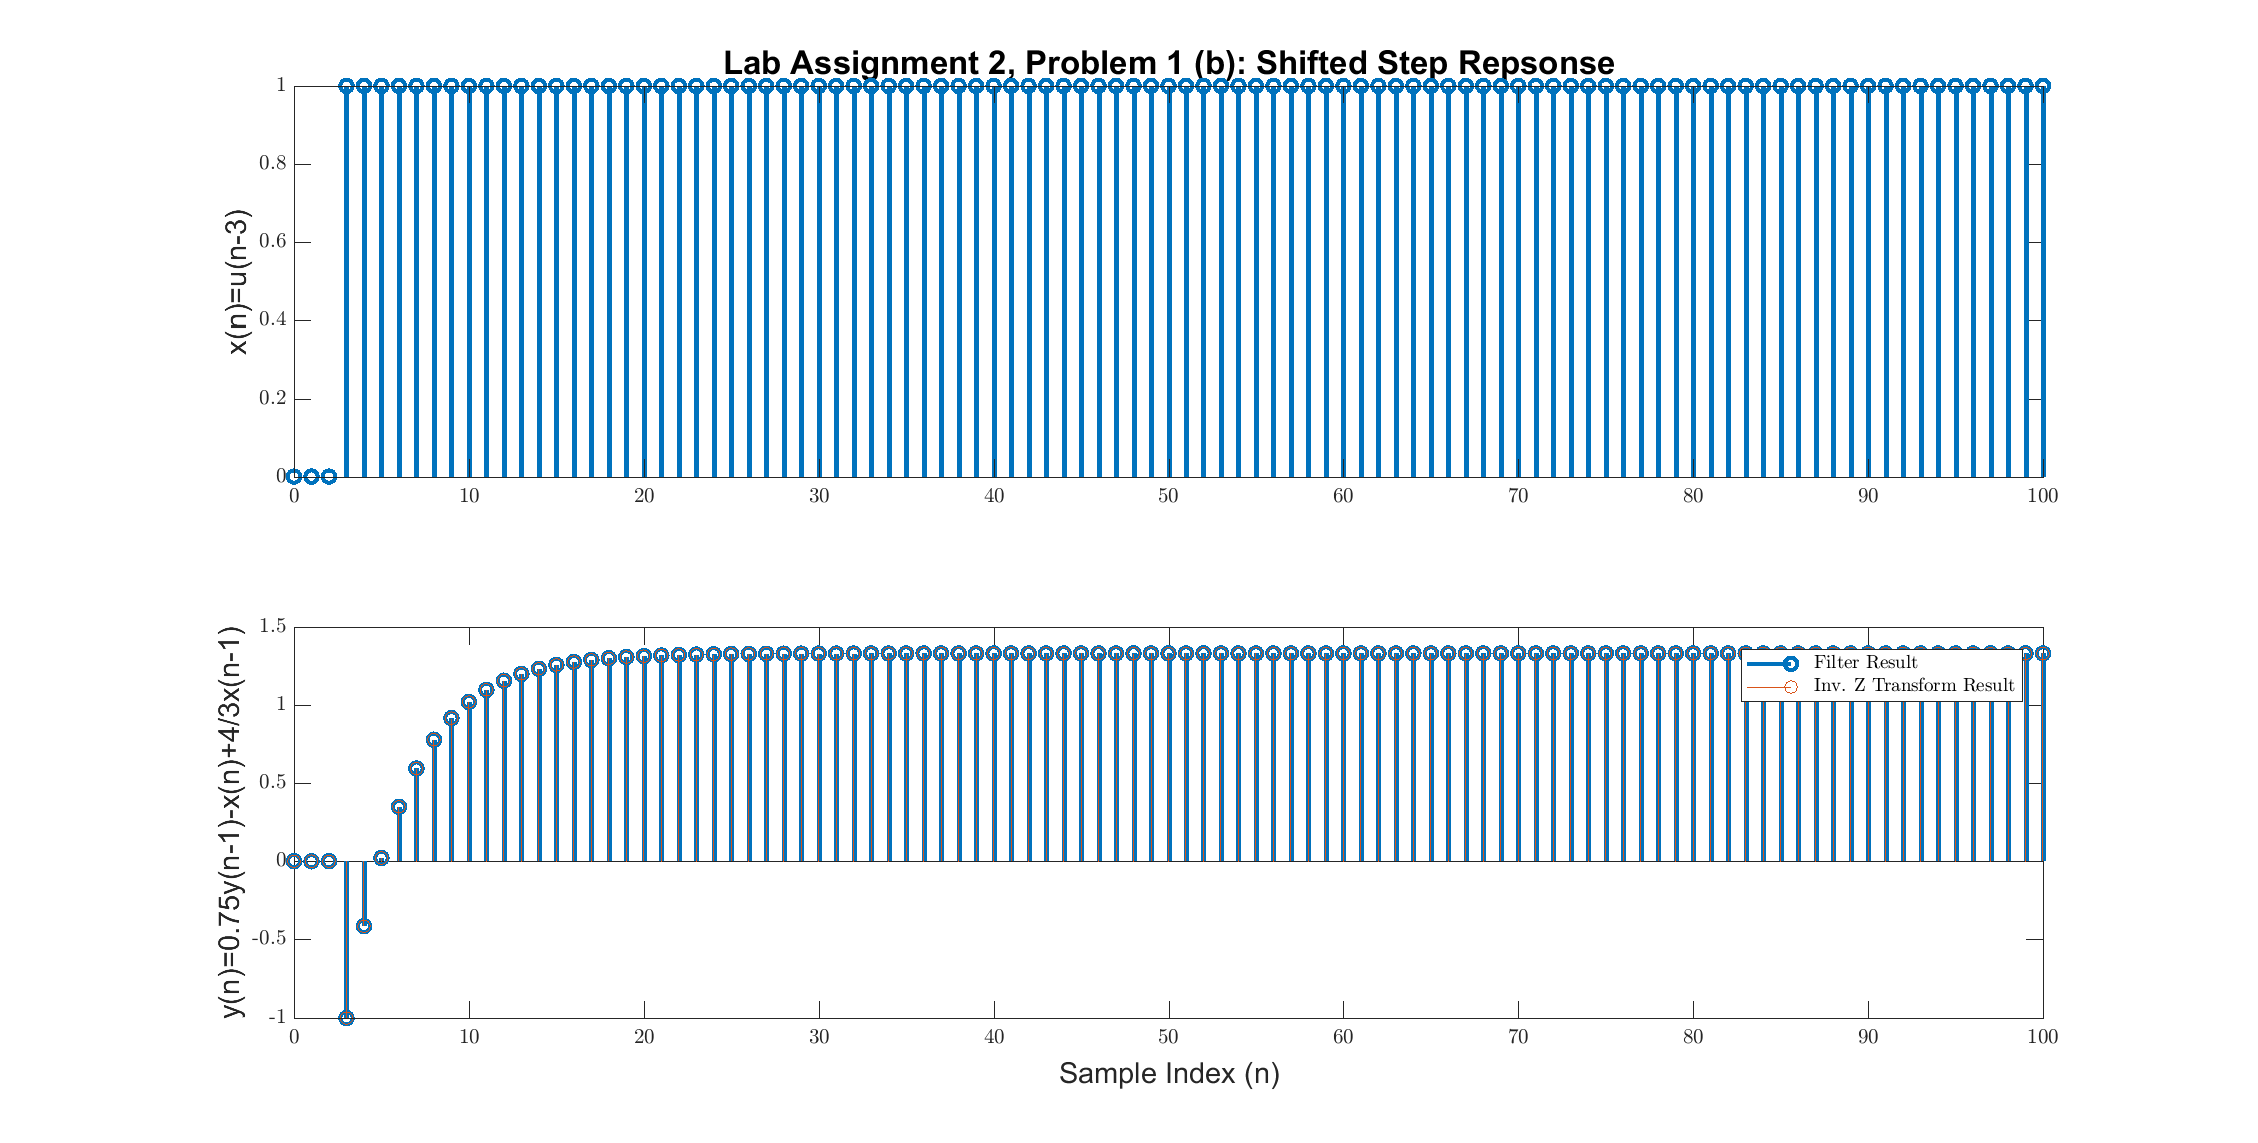 Lab Assignment 2, Problem 1 (b): Shifted Step Repsonse
x(n)=u(n-3)
1
0.8
0.6
0.4
0.2
0
0 10 20 30 40 50 60 70 80 90 100
y(n)=0.75y(n-1)-x(n)+4/3x(n-1)
1.5
1
0.5
0
-0.5
-1
Filter Result
Inv. Z Transform Result
0 10 20 30 40 50 60 70 80 90 100
Sample Index (n)